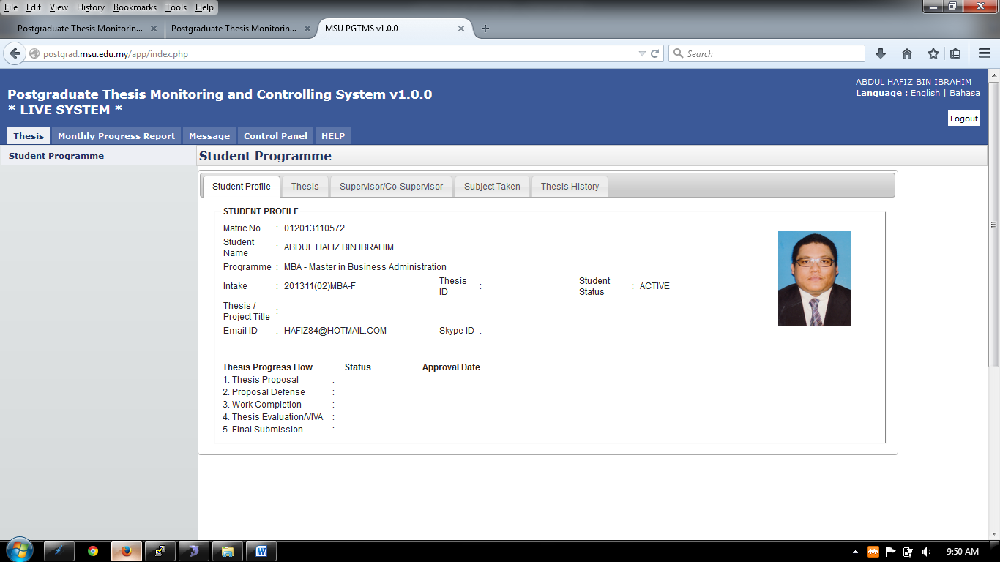 File Edit View History Bookmarks Tools Help
Postgraduate Thesis Monitorin... × Postgraduate Thesis Monitorin... × MSU PGTMS v1.0.0 × +
postgrad.msu.edu.my/app/index.php Search
ABDUL HAFIZ BIN IBRAHIM
Language : English | Bahasa
Postgraduate Thesis Monitoring and Controlling System v1.0.0
* LIVE SYSTEM *
Logout
Thesis Monthly Progress Report Message Control Panel HELP
Student Programme
Student Programme
Student Profile Thesis Supervisor/Co-Supervisor Subject Taken Thesis History
STUDENT PROFILE
Matric No : 012013110572
Student Name : ABDUL HAFIZ BIN IBRAHIM
Programme : MBA - Master in Business Administration
Intake : 201311(02)MBA-F Thesis ID : Student Status : ACTIVE
Thesis / Project Title :
Email ID : HAFIZ84@HOTMAIL.COM Skype ID :
Thesis Progress Flow Status Approval Date
1. Thesis Proposal :
2. Proposal Defense :
3. Work Completion :
4. Thesis Evaluation/VIVA :
5. Final Submission :
9:50 AM